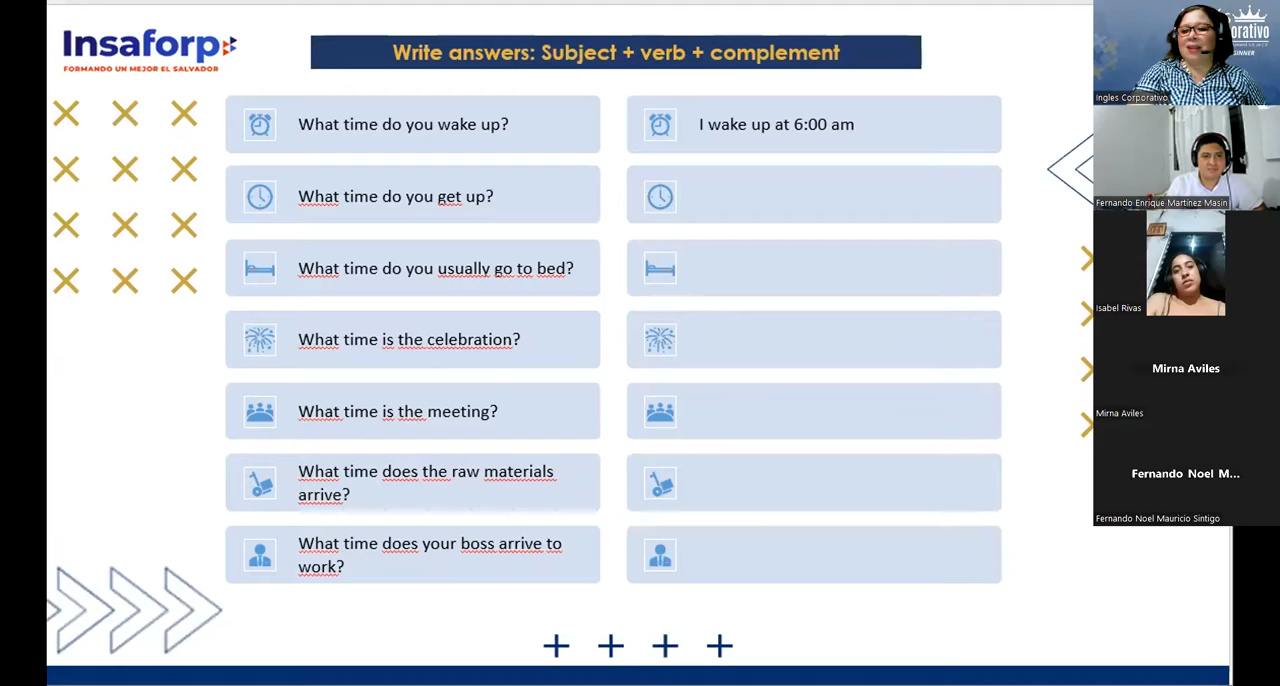 Insaforp
FORMANDO UN MEJOR EL SALVADOR
Write answers: Subject + verb + complement
What time do you wake up?
I wake up at 6:00 am
What time do you get up?
What time do you usually go to bed?
What time is the celebration?
What time is the meeting?
What time does the raw materials
arrive?
What time does your boss arrive to
work?
orativo
INNER
Ingles Corporativo
Fernando Enrique Martinez Masin
Isabel Rivas
Mirna Aviles
Mirna Aviles
Fernando Noel M...
Fernando Noel Mauricio Sintigo